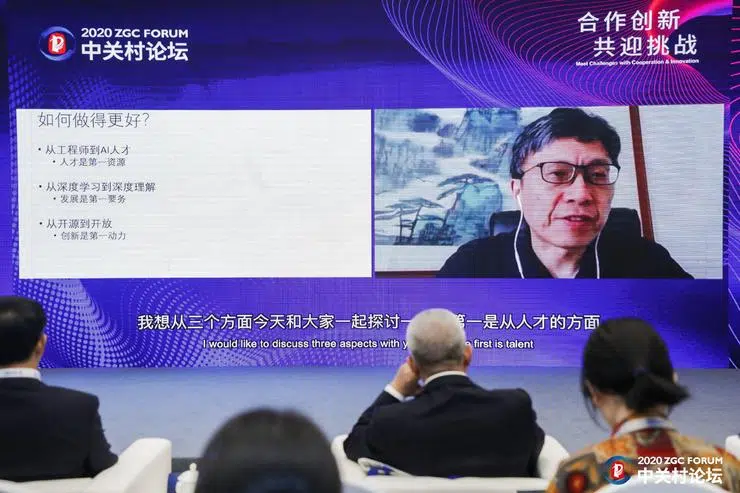 2020 ZGC FORUM
中关村论坛
合作创新
共迎挑战
Meet Challenges with Cooperation & Innovation
如何做得更好?
• 从工程师到AI人才
• 人才是第一资源
• 从深度学习到深度理解
• 发展是第一要务
• 从开源到开放
• 创新是第一动力
我想从三个方面今天和大家一起探讨一 第一是从人才的方面
I would like to discuss three aspects with first is talent
2020 ZGC FORUM
中关村论坛